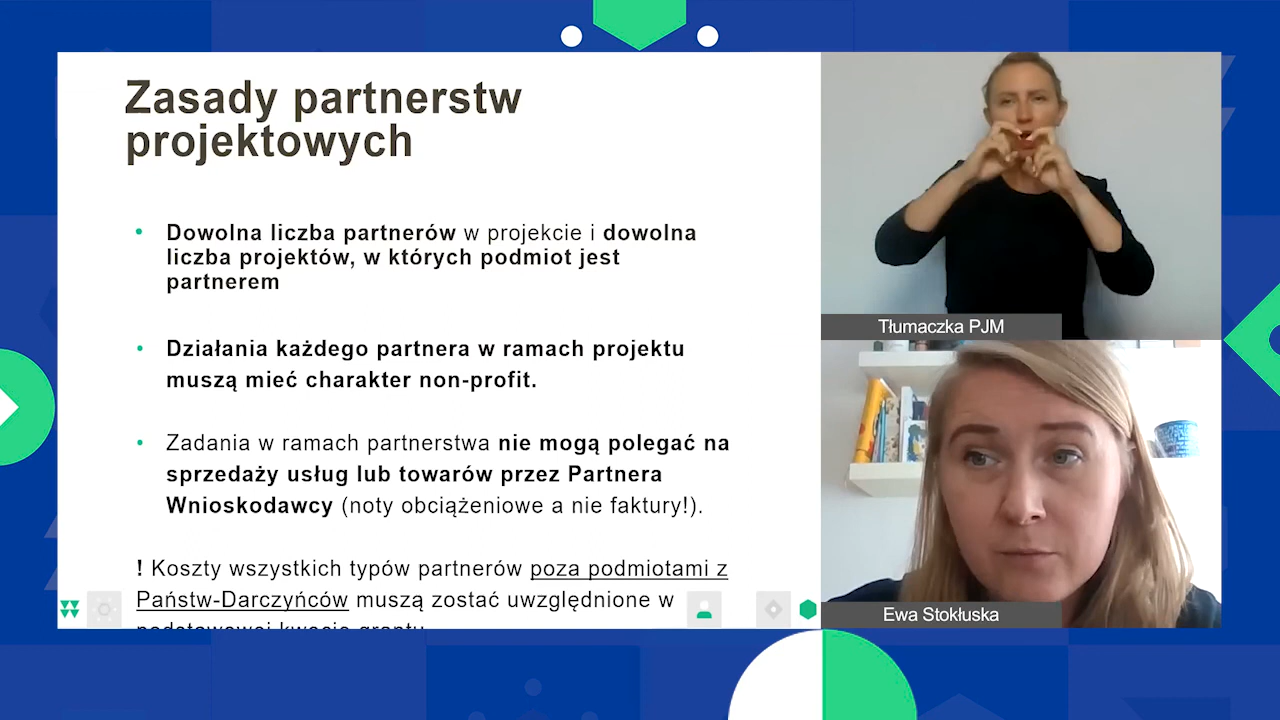 Zasady partnerstw
projektowych
• Dowolna liczba partnerów w projekcie i dowolna
liczba projektów, w których podmiot jest
partnerem
• Działania każdego partnera w ramach projektu
muszą mieć charakter non-profit.
• Zadania w ramach partnerstwa nie mogą polegać na
sprzedaży usług lub towarów przez Partnera
Wnioskodawcy (noty obciążeniowe a nie faktury!).
! Koszty wszystkich typów partnerów poza podmiotami z
Państw-Darczyńców muszą zostać uwzględnione w
podstawowej kwocie grantu
Tłumaczka PJM
Ewa Stokłuska